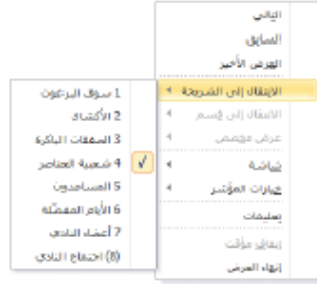 التالي
السابق
العرض الأخير
الانتقال إلى الشريحة
الانتقال إلى قسم
عرض مخصص
شاشة
خيارات المؤشر
تعليمات
إيقاف مؤقت
إنهاء العرض
1 سوق البرغوث
2 الأكشاك
3 الصفقات الباكرة
4 شعبية العناصر
5 المساعدون
6 الأيام المفضلة
7 أعضاء النادي
(8) اجتماع النادي